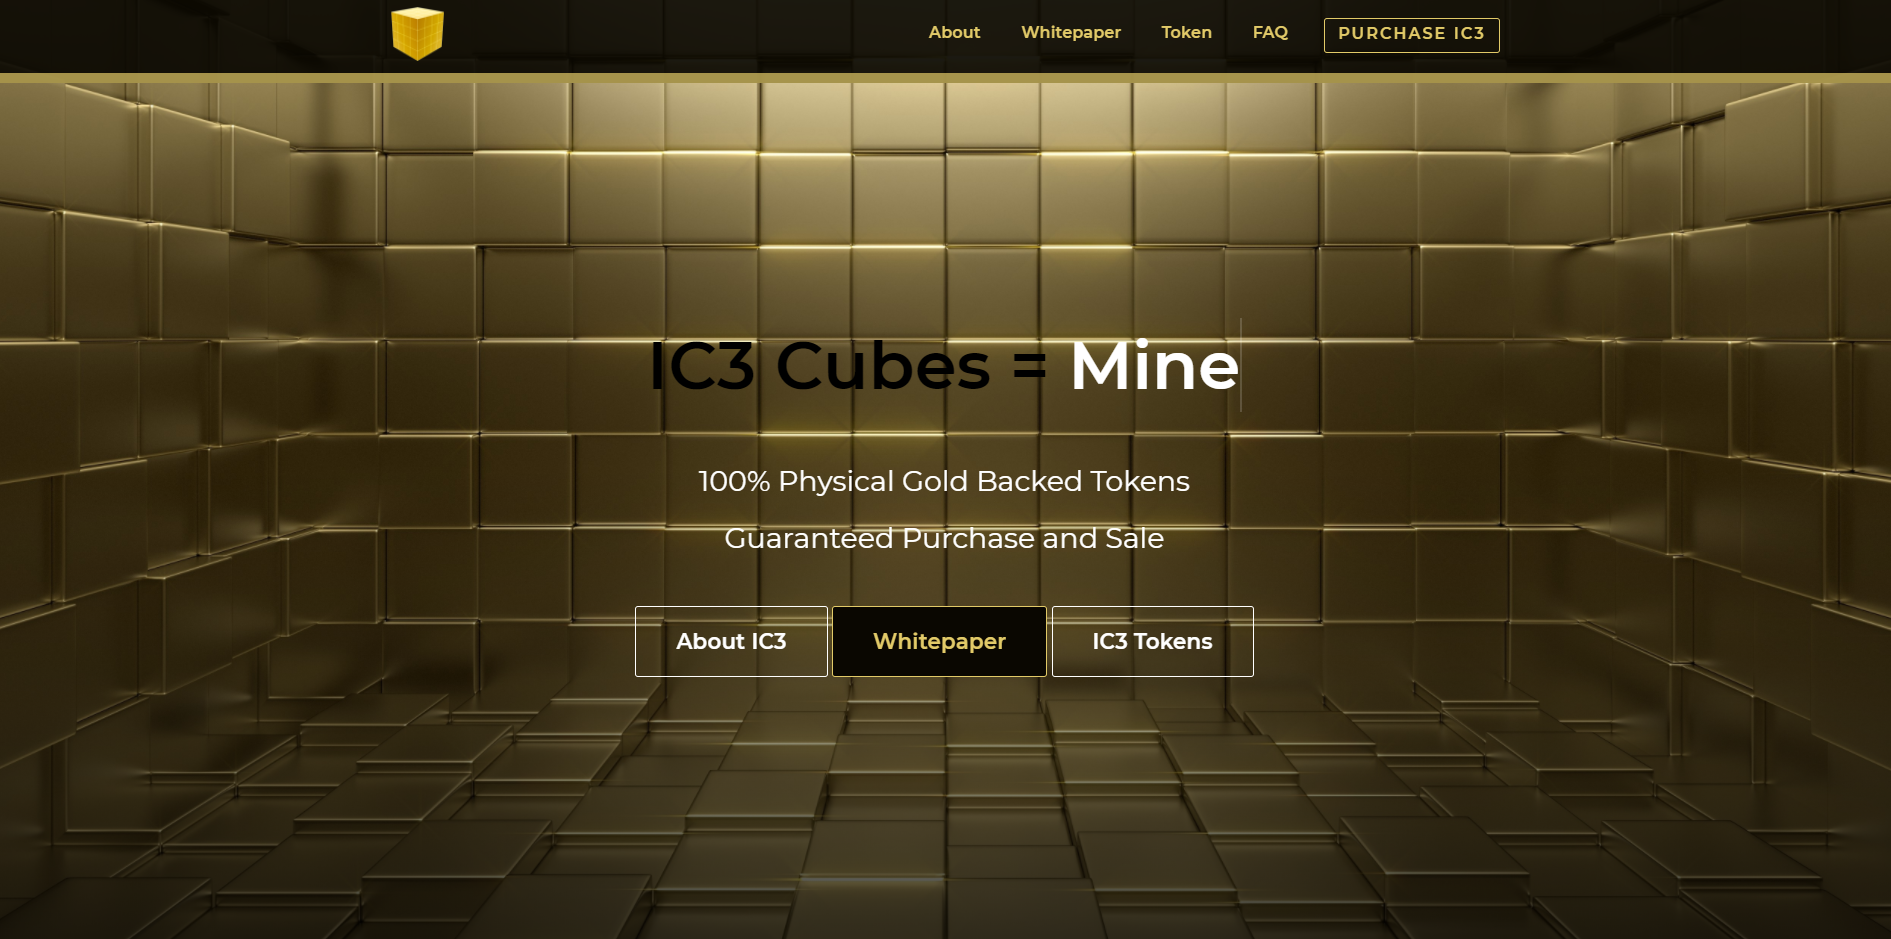 About Whitepaper Token FAQ PURCHASE IC3
IC3 Cubes = Mine
100% Physical Gold Backed Tokens
Guaranteed Purchase and Sale
About IC3 Whitepaper IC3 Tokens